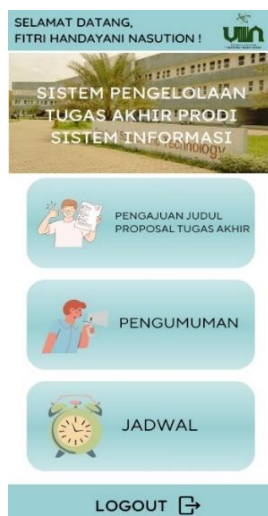 SELAMAT DATANG,
FITRI HANDAYANI NASUTION !
SISTEM PENGELOLAAN
TUGAS AKHIR PRODI
SISTEM INFORMASI
PENGAJUAN JUDUL
PROPOSAL TUGAS AKHIR
PENGUMUMAN
JADWAL
LOGOUT